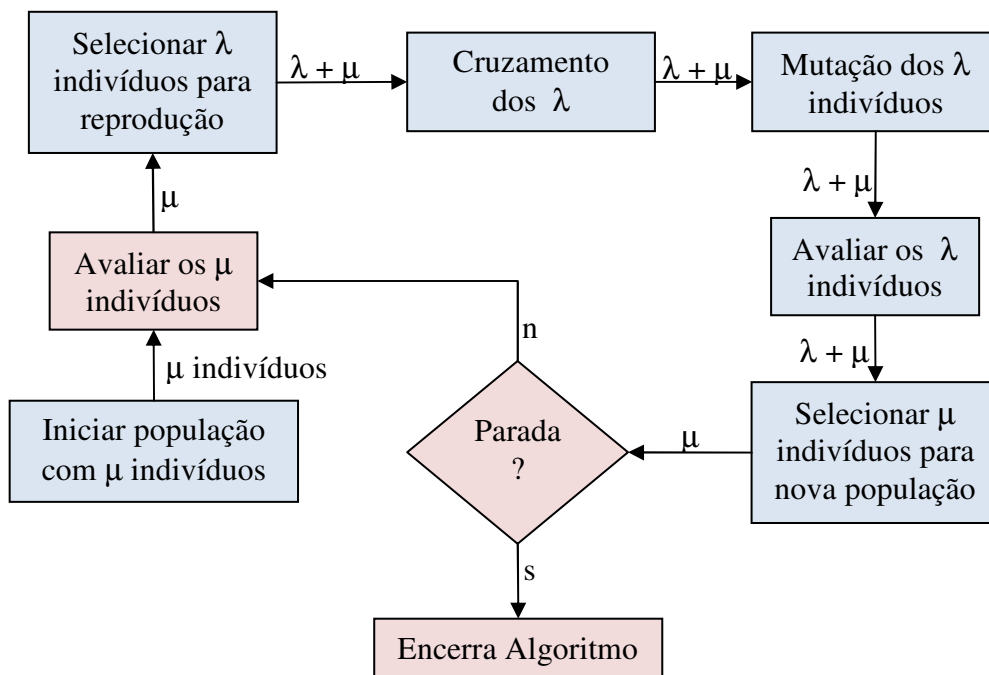 Selecionar λ
indivíduos para
reprodução
λ + μ
Cruzamento
dos λ
λ + μ
Mutação dos λ
indivíduos
λ + μ
μ
Avaliar os μ
indivíduos
Avaliar os λ
indivíduos
n
λ + μ
μ indivíduos
Iniciar população
com μ indivíduos
Parada
?
μ
Selecionar μ
indivíduos para
nova população
s
Encerra Algoritmo